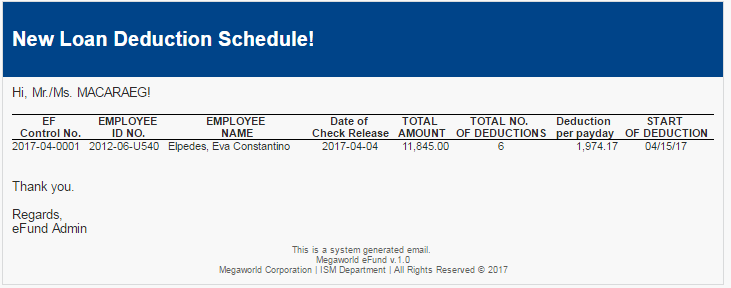 New Loan Deduction Schedule!
Hi, Mr./Ms. MACARAEG!
EF EMPLOYEE EMPLOYEE Date of TOTAL TOTAL NO. Deduction START
Control No. ID NO. NAME Check Release AMOUNT OF DEDUCTIONS per payday OF DEDUCTION
2017-04-0001 2012-06-U540 Elpedes, Eva Constantino 2017-04-04 11,845.00 6 1,974.17 04/15/17
Thank you.
Regards,
eFund Admin
This is a system generated email.
Megaworld eFund v.1.0
Megaworld Corporation | ISM Department | All Rights Reserved © 2017